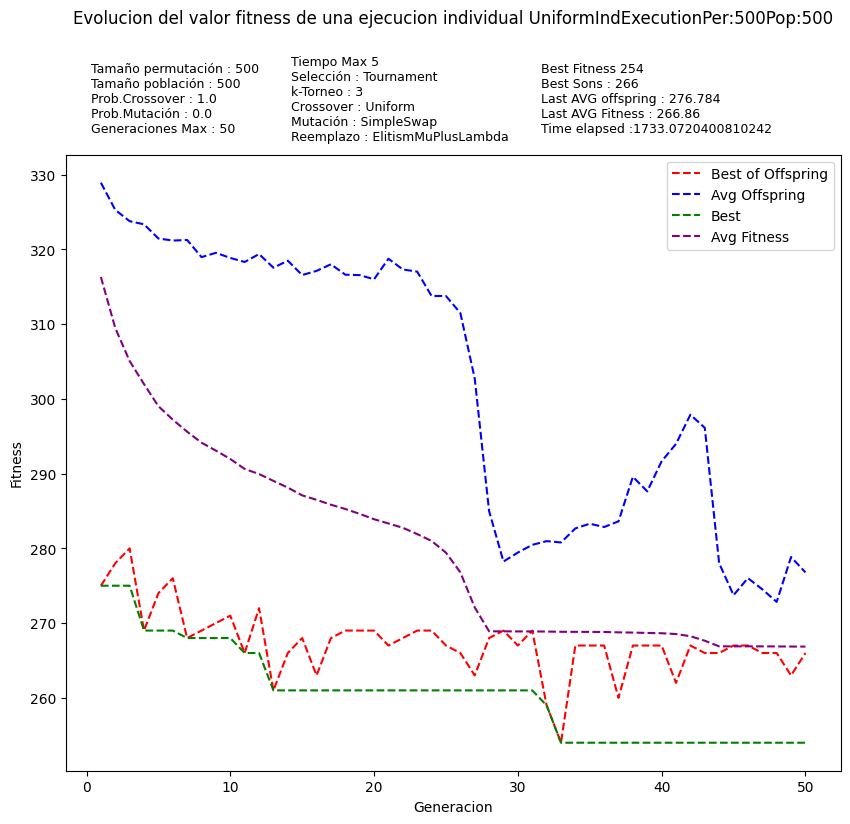 Evolucion del valor fitness de una ejecucion individual UniformIndExecutionPer:500Pop:500
Tamaño permutación : 500
Tamaño población : 500
Prob.Crossover : 1.0
Prob.Mutación : 0.0
Generaciones Max : 50
Tiempo Max 5
Selección : Tournament
k-Torneo : 3
Crossover : Uniform
Mutación : SimpleSwap
Reemplazo : ElitismMuPlusLambda
Best Fitness 254
Best Sons : 266
Last AVG offspring : 276.784
Last AVG Fitness : 266.86
Time elapsed :1733.0720400810242
Best of Offspring
Avg Offspring
Best
Avg Fitness
330
320
310
300
290
280
270
260
Fitness
0
10
20
30
40
50
Generacion